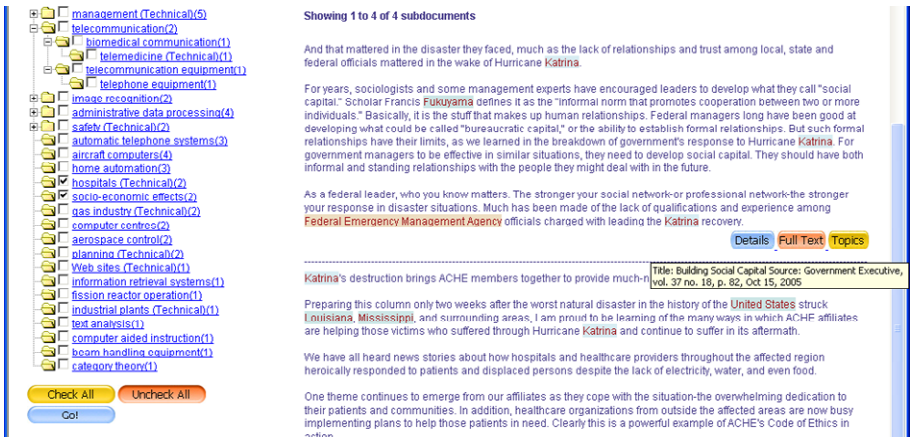 management (Technical)(5)
telecommunication(2)
biomedical communication(1)
telemedicine (Technical)(1)
telecommunication equipment(1)
telephone equipment(1)
image recognition(2)
administrative data processing(4)
safety (Technical)(2)
automatic telephone systems(3)
aircraft computers(4)
home automation(3)
hospitals (Technical)(2)
socio-economic effects(2)
gas industry (Technical)(2)
computer centres(2)
aerospace control(2)
planning (Technical)(2)
Web sites (Technical)(1)
information retrieval systems(1)
fission reactor operation(1)
industrial plants (Technical)(1)
text analysis(1)
computer aided instruction(1)
beam handling equipment(1)
category theory(1)
Check All Uncheck All
Go!
Showing 1 to 4 of 4 subdocuments
And that mattered in the disaster they faced, much as the lack of relationships and trust among local, state and
federal officials mattered in the wake of Hurricane Katrina.
For years, sociologists and some management experts have encouraged leaders to develop what they call "social
capital." Scholar Francis Fukuyama defines it as the "informal norm that promotes cooperation between two or more
individuals." Basically, it is the stuff that makes up human relationships. Federal managers long have been good at
developing what could be called "bureaucratic capital," or the ability to establish formal relationships. But such formal
relationships have their limits, as we learned in the breakdown of government's response to Hurricane Katrina. For
government managers to be effective in similar situations, they need to develop social capital. They should have both
informal and standing relationships with the people they might deal with in the future.
As a federal leader, who you know matters. The stronger your social network-or professional network-the stronger
your response in disaster situations. Much has been made of the lack of qualifications and experience among
Federal Emergency Management Agency officials charged with leading the Katrina recovery.
Details Full Text Topics
Title: Building Social Capital Source: Government Executive,
vol. 37 no. 18, p. 82, Oct 15, 2005
Katrina's destruction brings ACHE members together to provide much-n
Preparing this column only two weeks after the worst natural disaster in the history of the United States struck
Louisiana, Mississippi, and surrounding areas, I am proud to be learning of the many ways in which ACHE affiliates
are helping those victims who suffered through Hurricane Katrina and continue to suffer in its aftermath.
We have all heard news stories about how hospitals and healthcare providers throughout the affected region
heroically responded to patients and displaced persons despite the lack of electricity, water, and even food.
One theme continues to emerge from our affiliates as they cope with the situation-the overwhelming dedication to
their patients and communities. In addition, healthcare organizations from outside the affected areas are now busy
implementing plans to help those patients in need. Clearly this is a powerful example of ACHE's Code of Ethics in
action.